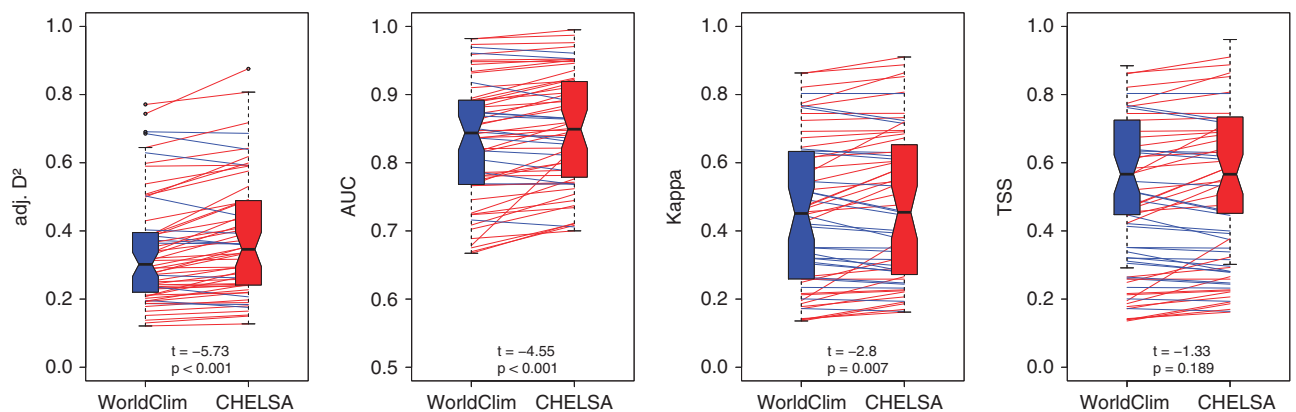 adj. D²
1.0
0.8
0.6
0.4
0.2
0.0
t = −5.73
p < 0.001
WorldClim CHELSA
AUC
1.0
0.9
0.8
0.7
0.6
0.5
t = −4.55
p < 0.001
WorldClim CHELSA
Kappa
1.0
0.8
0.6
0.4
0.2
0.0
t = −2.8
p = 0.007
WorldClim CHELSA
TSS
1.0
0.8
0.6
0.4
0.2
0.0
t = −1.33
p = 0.189
WorldClim CHELSA